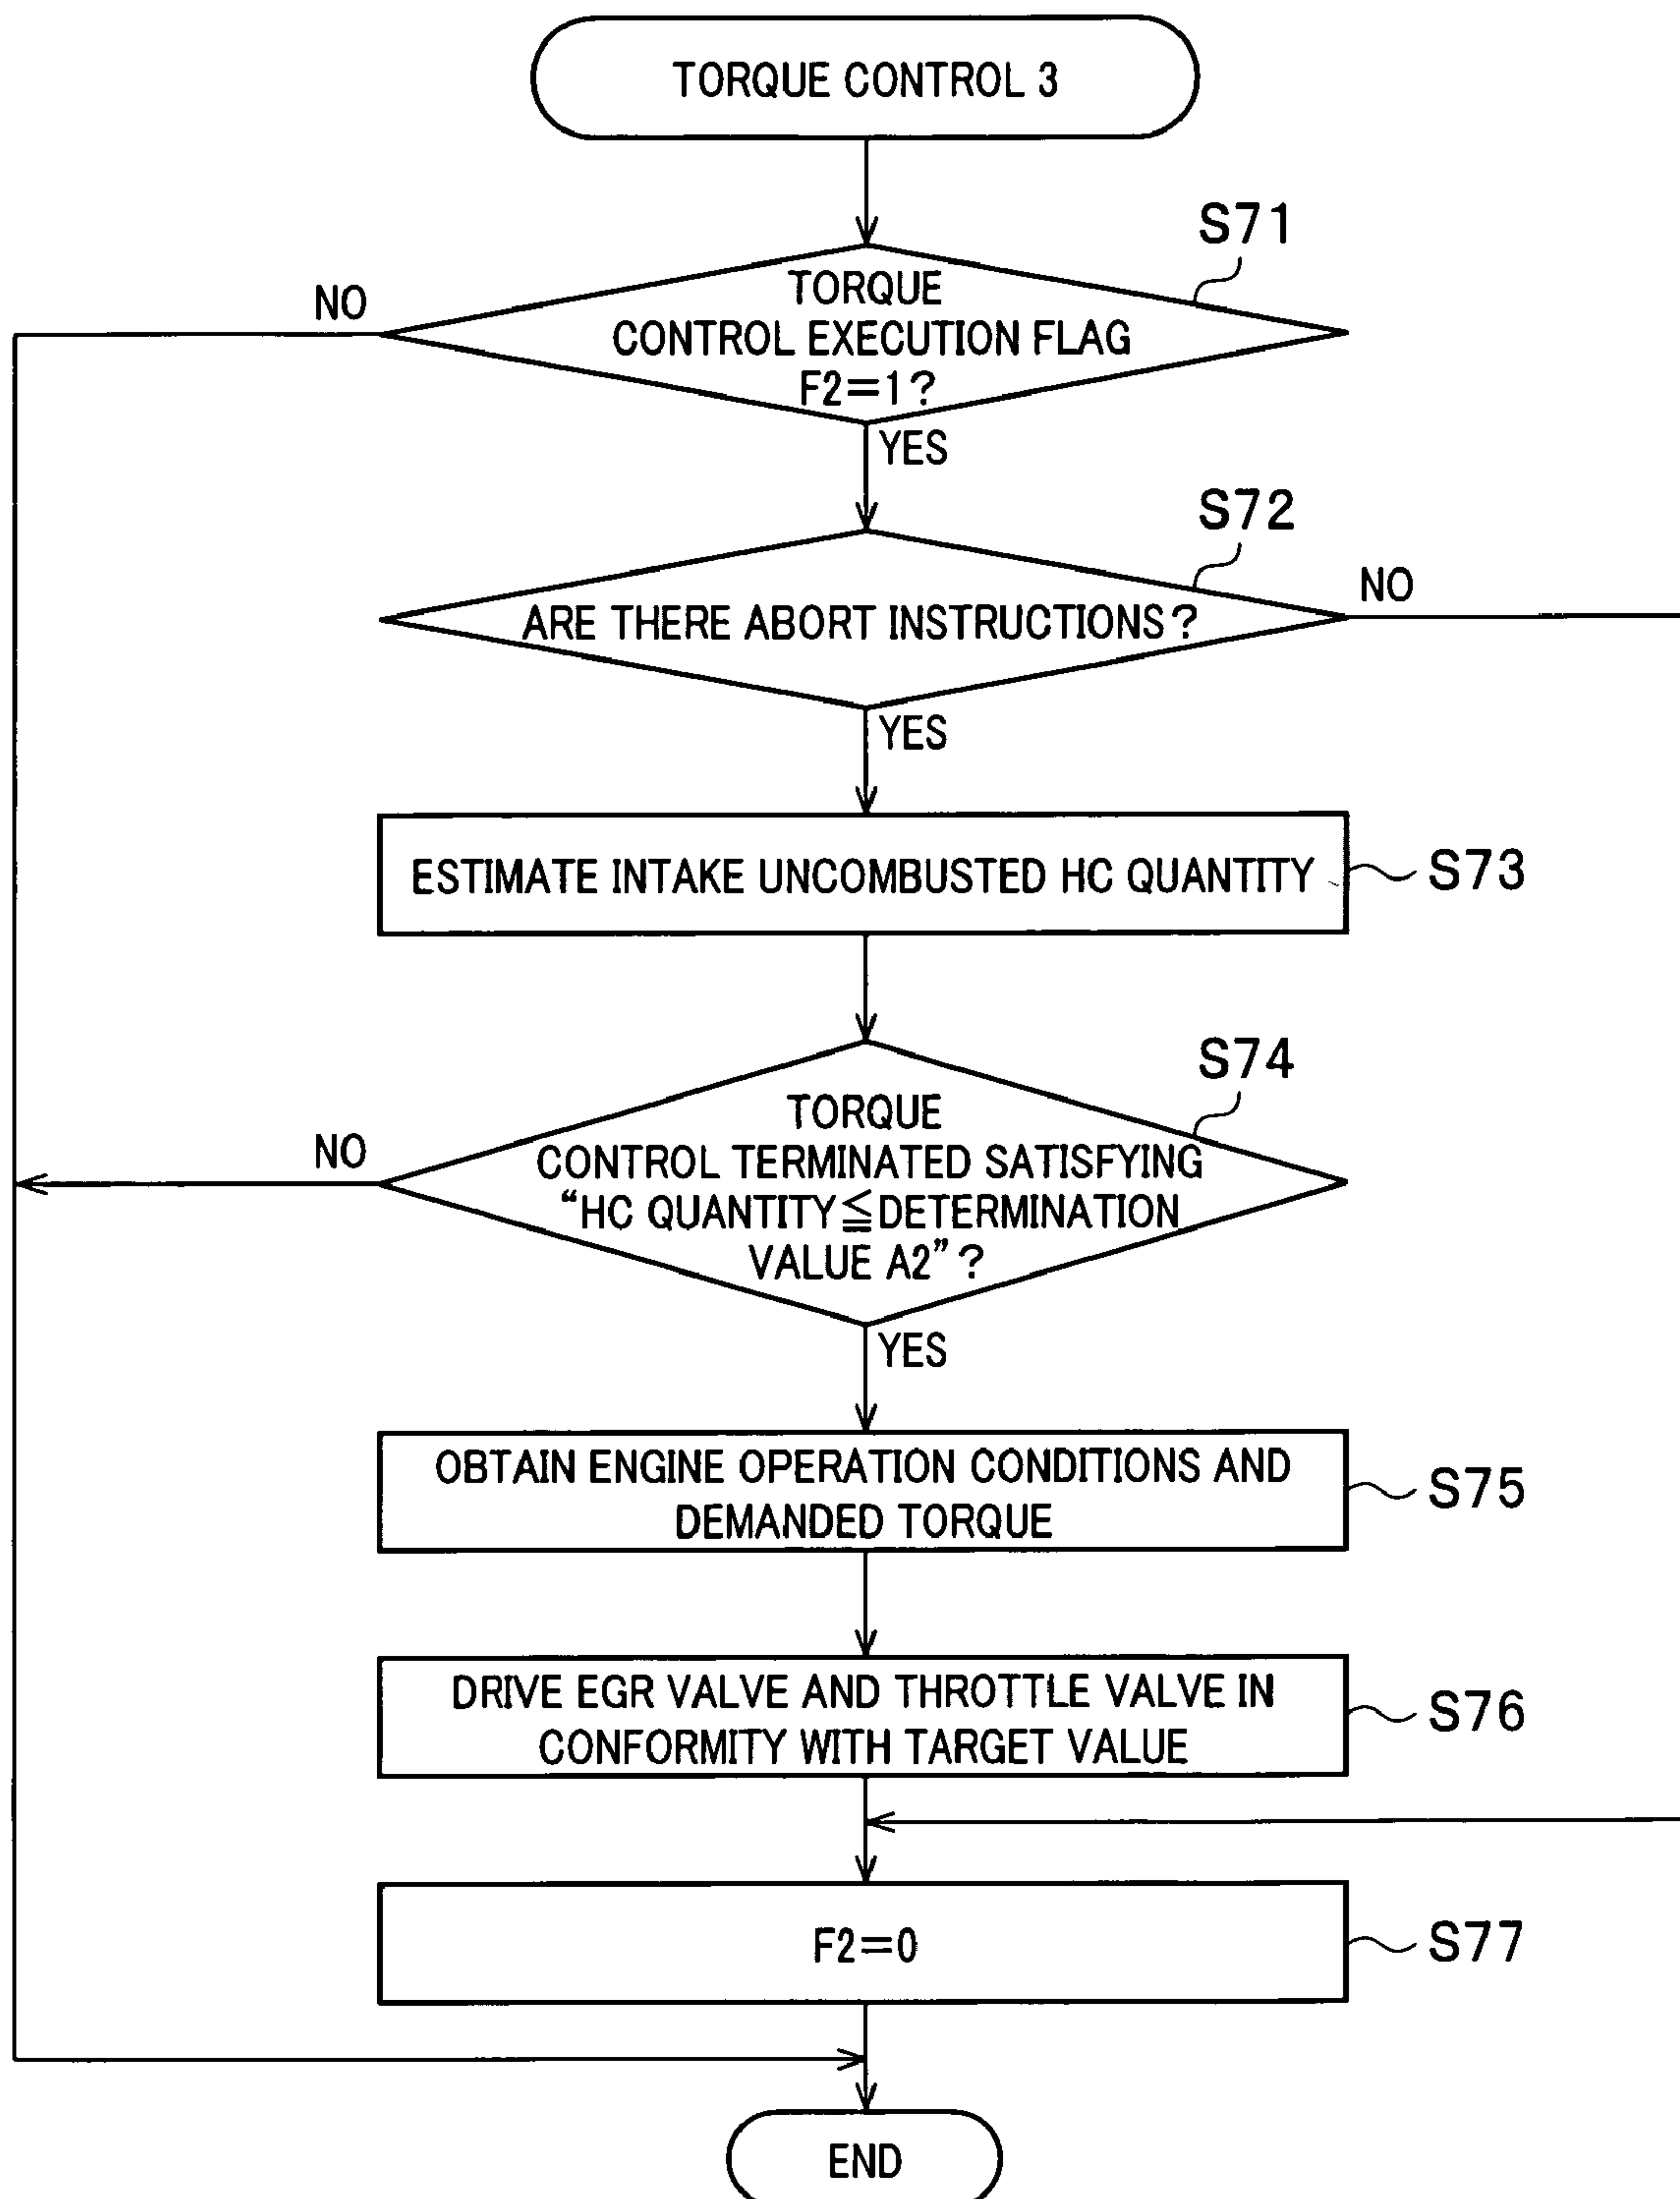 TORQUE CONTROL 3
S71
NO
TORQUE
CONTROL EXECUTION FLAG
F2=1?
YES
S72
NO
ARE THERE ABORT INSTRUCTIONS?
YES
ESTIMATE INTAKE UNCOMBUSTED HC QUANTITY
S73
S74
NO
TORQUE
CONTROL TERMINATED SATISFYING
“HC QUANTITY≦DETERMINATION
VALUE A2”?
YES
OBTAIN ENGINE OPERATION CONDITIONS AND
DEMANDED TORQUE
S75
DRIVE EGR VALVE AND THROTTLE VALVE IN
CONFORMITY WITH TARGET VALUE
S76
F2=0
S77
END